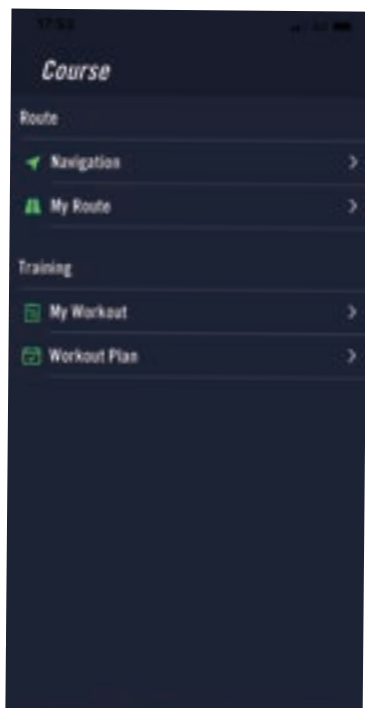 Course
Route
Navigation
My Route
Training
My Workout
Workout Plan